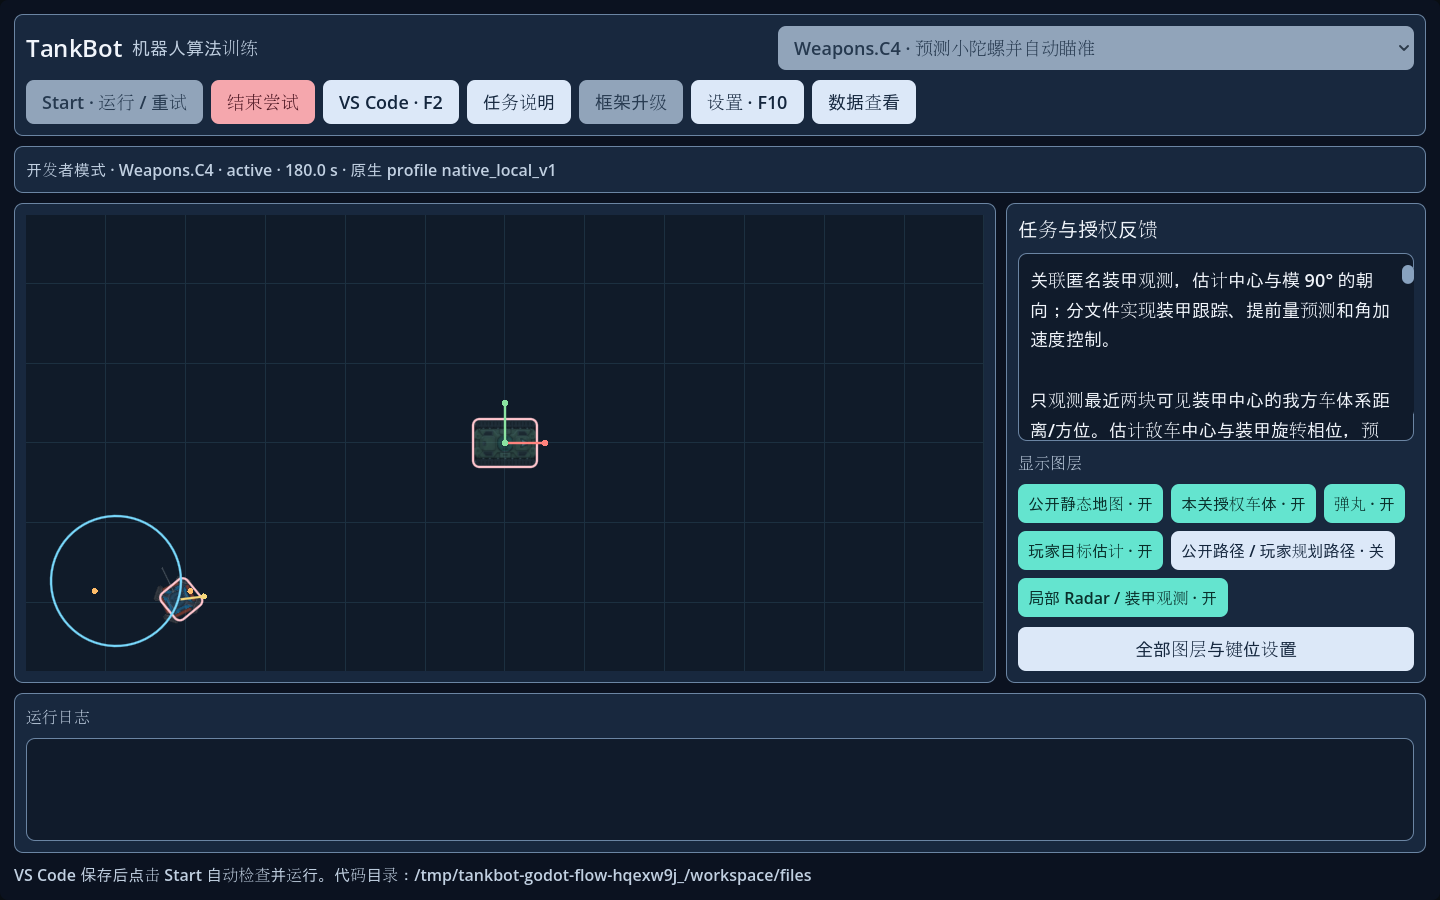 TankBot 机器人算法训练
Weapons.C4 · 预测小陀螺并自动瞄准
Start · 运行 / 重试
结束尝试
VS Code · F2
任务说明
框架升级
设置 · F10
数据查看
开发者模式 · Weapons.C4 · active · 180.0 s · 原生 profile native_local_v1
任务与授权反馈
关联匿名装甲观测，估计中心与模 90° 的朝
向；分文件实现装甲跟踪、提前量预测和角加
速度控制。
只观测最近两块可见装甲中心的我方车体系距
离/方位。估计敌车中心与装甲旋转相位，预
显示图层
公开静态地图 · 开
本关授权车体 · 开
弹丸 · 开
玩家目标估计 · 开
公开路径 / 玩家规划路径 · 关
局部 Radar / 装甲观测 · 开
全部图层与键位设置
运行日志
VS Code 保存后点击 Start 自动检查并运行。代码目录：/tmp/tankbot-godot-flow-hqexw9j_/workspace/files